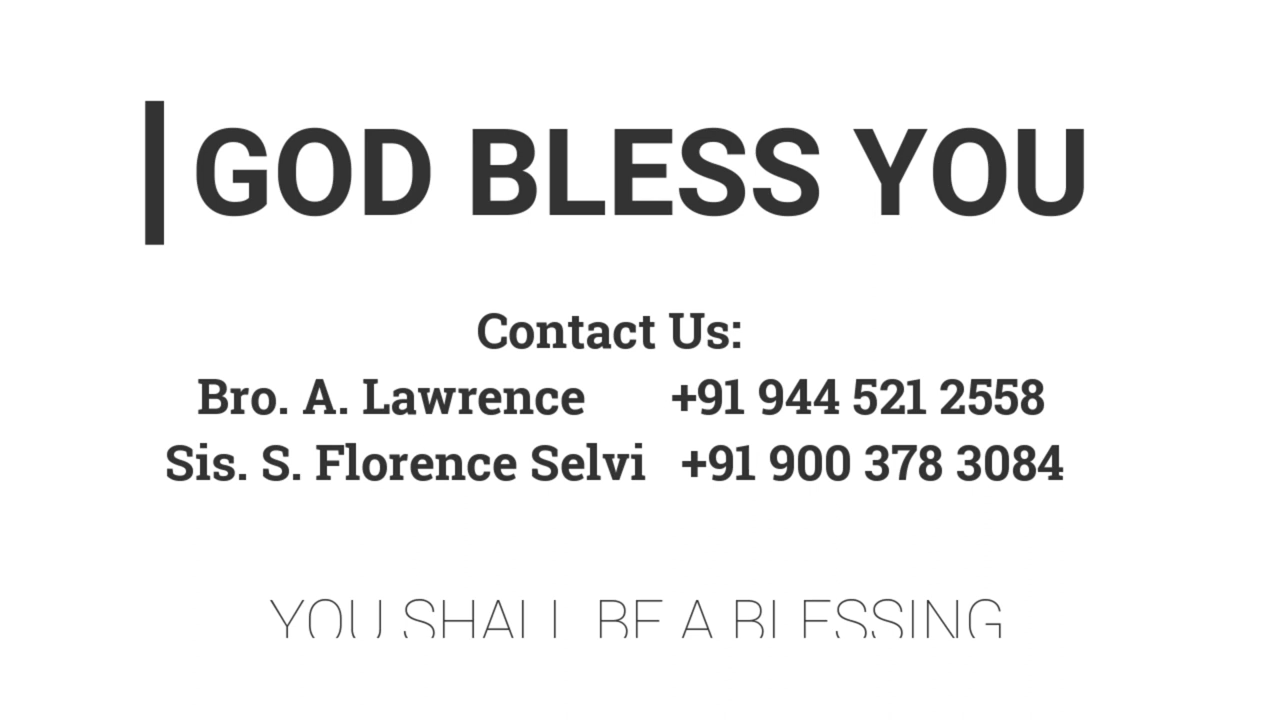 GOD BLESS YOU
Contact Us:
Bro. A. Lawrence +91 944 521 2558
Sis. S. Florence Selvi +91 900 378 3084
YOU SHALL BE A BLESSING